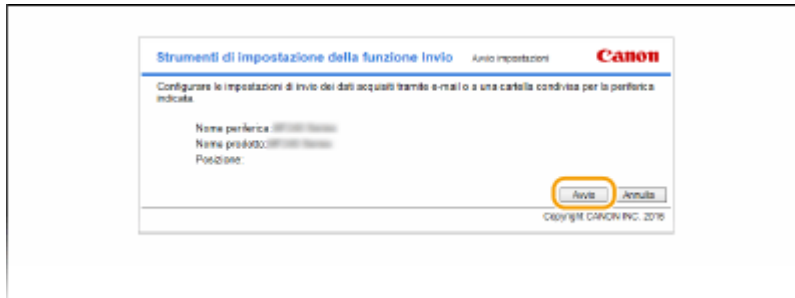 Strumenti di impostazione della funzione Invio Avvio impostazioni Canon
Configurare le impostazioni di invio dei dati acquisiti tramite e-mail o a una cartella condivisa per la periferica
indicata.
Nome periferica:
Nome prodotto:
Posizione:
Avvio Annulla
Copyright CANON INC. 2016